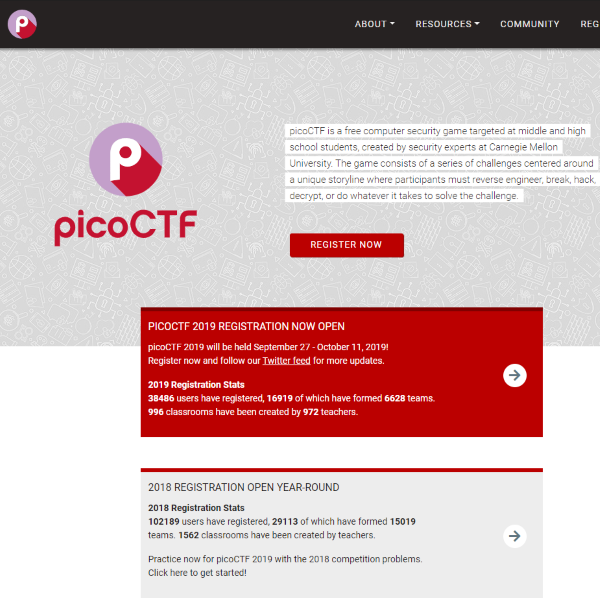 ABOUT RESOURCES COMMUNITY REG
picoCTF is a free computer security game targeted at middle and high
school students, created by security experts at Carnegie Mellon
University. The game consists of a series of challenges centered around
a unique storyline where participants must reverse engineer, break, hack,
decrypt, or do whatever it takes to solve the challenge.
picoCTF
REGISTER NOW
PICOCTF 2019 REGISTRATION NOW OPEN
picoCTF 2019 will be held September 27 - October 11, 2019!
Register now and follow our Twitter feed for more updates.
2019 Registration Stats
38486 users have registered, 16919 of which have formed 6628 teams.
996 classrooms have been created by 972 teachers.
2018 REGISTRATION OPEN YEAR-ROUND
2018 Registration Stats
102189 users have registered, 29113 of which have formed 15019
teams. 1562 classrooms have been created by teachers.
Practice now for picoCTF 2019 with the 2018 competition problems.
Click here to get started!